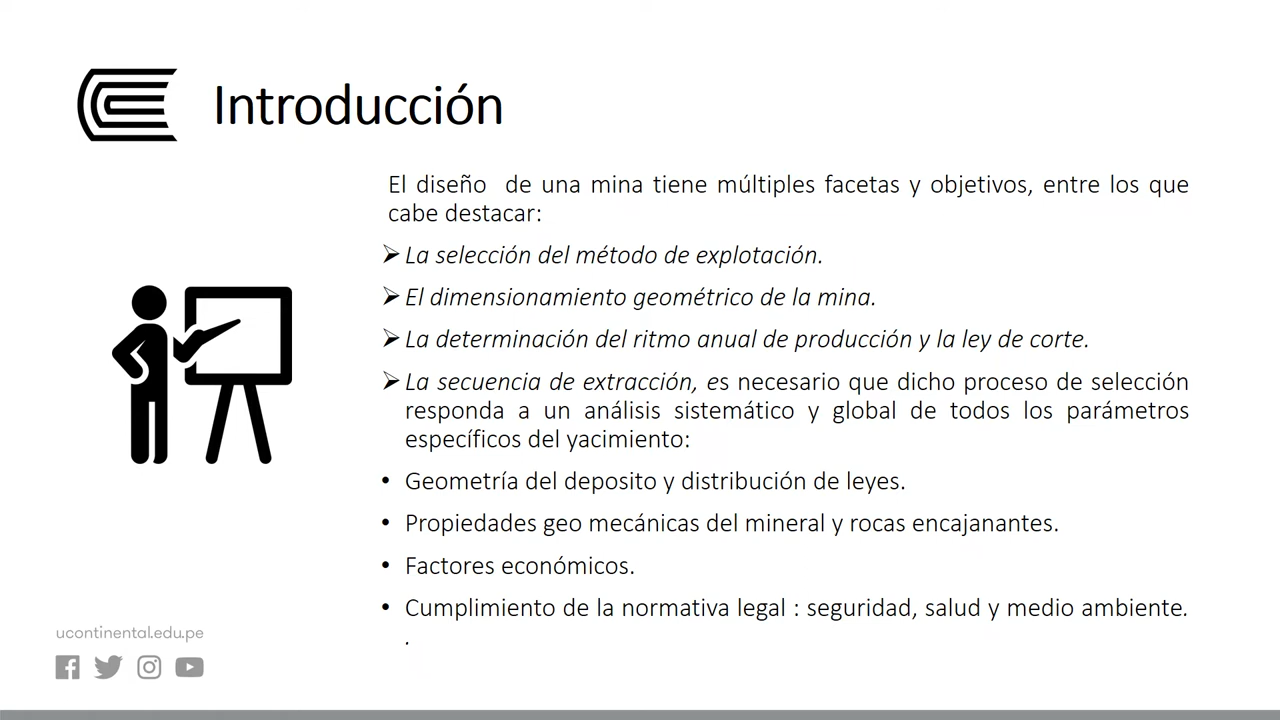 Introducción
El diseño de una mina tiene múltiples facetas y objetivos, entre los que
cabe destacar:
➢ La selección del método de explotación.
➢ El dimensionamiento geométrico de la mina.
➢ La determinación del ritmo anual de producción y la ley de corte.
➢ La secuencia de extracción, es necesario que dicho proceso de selección
responda a un análisis sistemático y global de todos los parámetros
específicos del yacimiento:
• Geometría del deposito y distribución de leyes.
• Propiedades geo mecánicas del mineral y rocas encajanantes.
• Factores económicos.
• Cumplimiento de la normativa legal : seguridad, salud y medio ambiente.
.
ucontinental.edu.pe